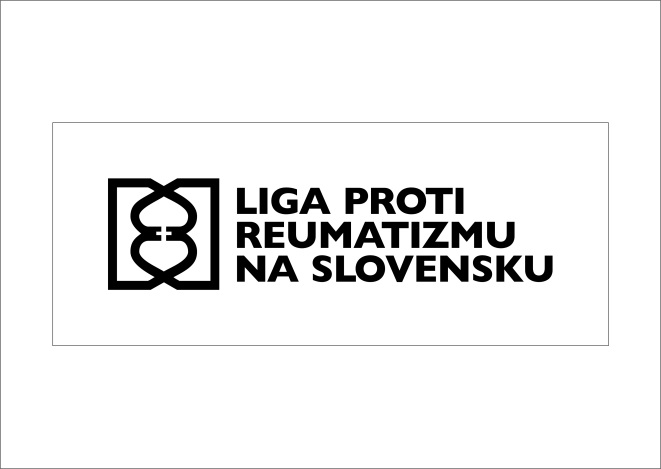 LIGA PROTI
REUMATIZMU
NA SLOVENSKU